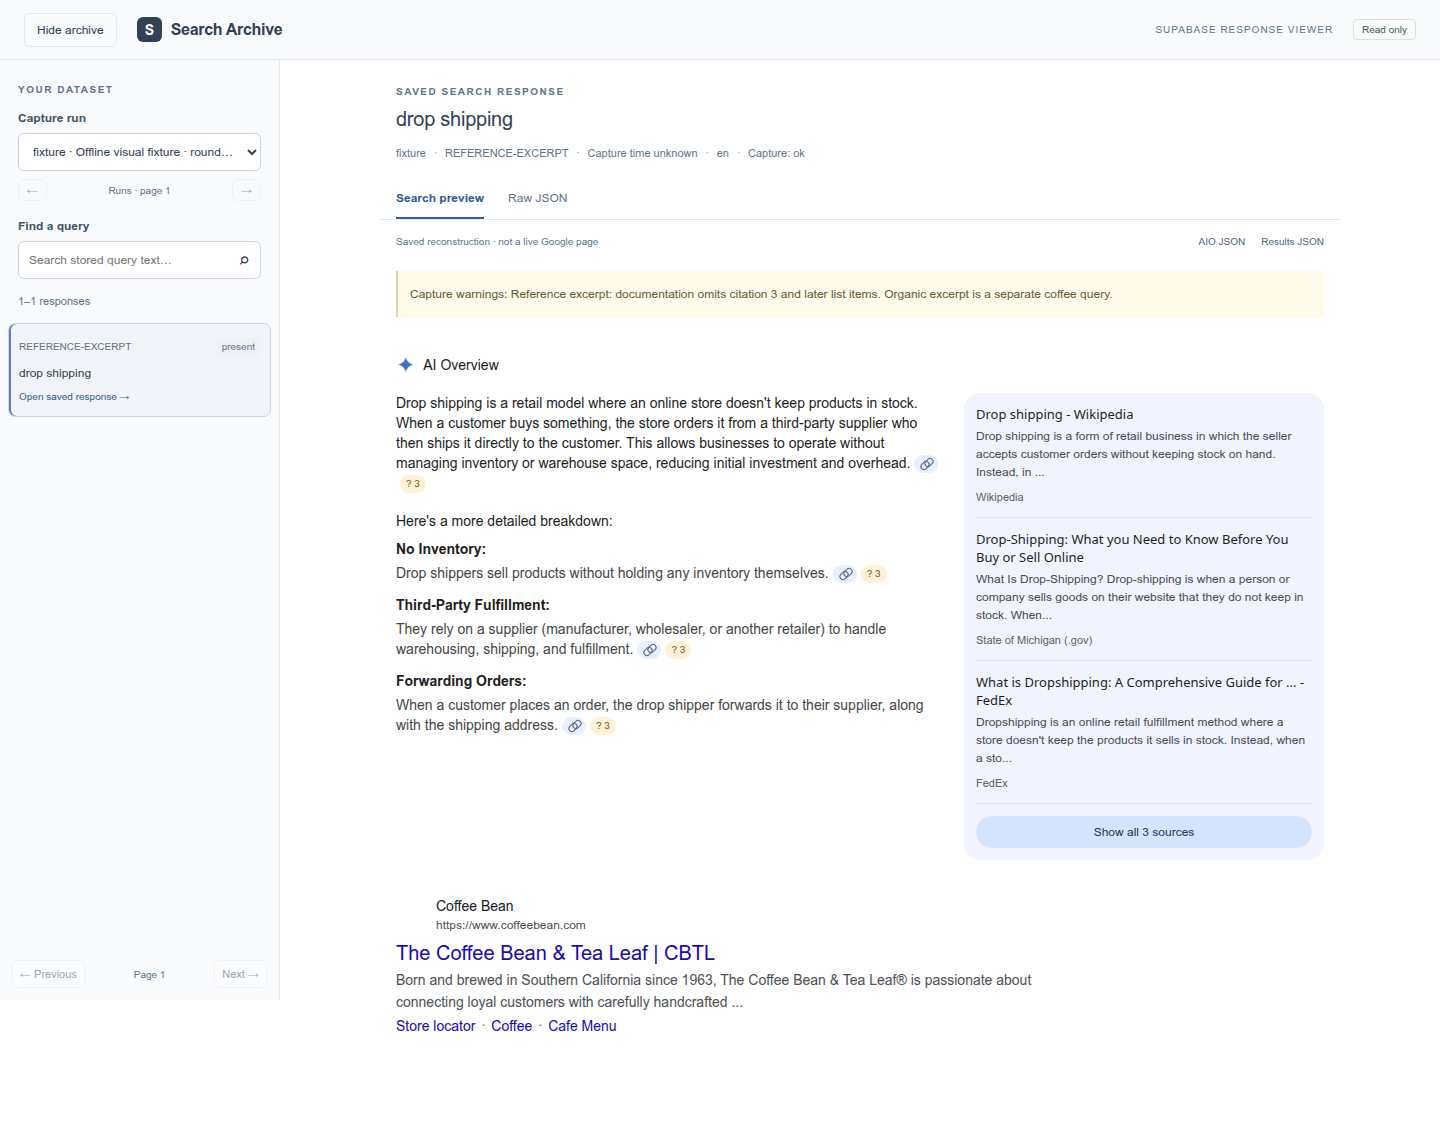 Hide archive
S
Search Archive
SUPABASE RESPONSE VIEWER
Read only
YOUR DATASET
Capture run
fixture · Offline visual fixture · round…
←
Runs · page 1
→
Find a query
Search stored query text…
1–1 responses
REFERENCE-EXCERPT
present
drop shipping
Open saved response →
← Previous
Page 1
Next →
SAVED SEARCH RESPONSE
drop shipping
fixture · REFERENCE-EXCERPT · Capture time unknown · en · Capture: ok
Search preview
Raw JSON
Saved reconstruction · not a live Google page
AIO JSON
Results JSON
Capture warnings: Reference excerpt: documentation omits citation 3 and later list items. Organic excerpt is a separate coffee query.
AI Overview
Drop shipping is a retail model where an online store doesn't keep products in stock.
When a customer buys something, the store orders it from a third-party supplier who
then ships it directly to the customer. This allows businesses to operate without
managing inventory or warehouse space, reducing initial investment and overhead.
? 3
Here's a more detailed breakdown:
No Inventory:
Drop shippers sell products without holding any inventory themselves. ? 3
Third-Party Fulfillment:
They rely on a supplier (manufacturer, wholesaler, or another retailer) to handle
warehousing, shipping, and fulfillment. ? 3
Forwarding Orders:
When a customer places an order, the drop shipper forwards it to their supplier, along
with the shipping address. ? 3
Drop shipping - Wikipedia
Drop shipping is a form of retail business in which the seller
accepts customer orders without keeping stock on hand.
Instead, in ...
Wikipedia
Drop-Shipping: What you Need to Know Before You
Buy or Sell Online
What Is Drop-Shipping? Drop-shipping is when a person or
company sells goods on their website that they do not keep in
stock. When...
State of Michigan (.gov)
What is Dropshipping: A Comprehensive Guide for ... -
FedEx
Dropshipping is an online retail fulfillment method where a
store doesn't keep the products it sells in stock. Instead, when
a sto...
FedEx
Show all 3 sources
Coffee Bean
https://www.coffeebean.com
The Coffee Bean & Tea Leaf | CBTL
Born and brewed in Southern California since 1963, The Coffee Bean & Tea Leaf® is passionate about
connecting loyal customers with carefully handcrafted ...
Store locator · Coffee · Cafe Menu